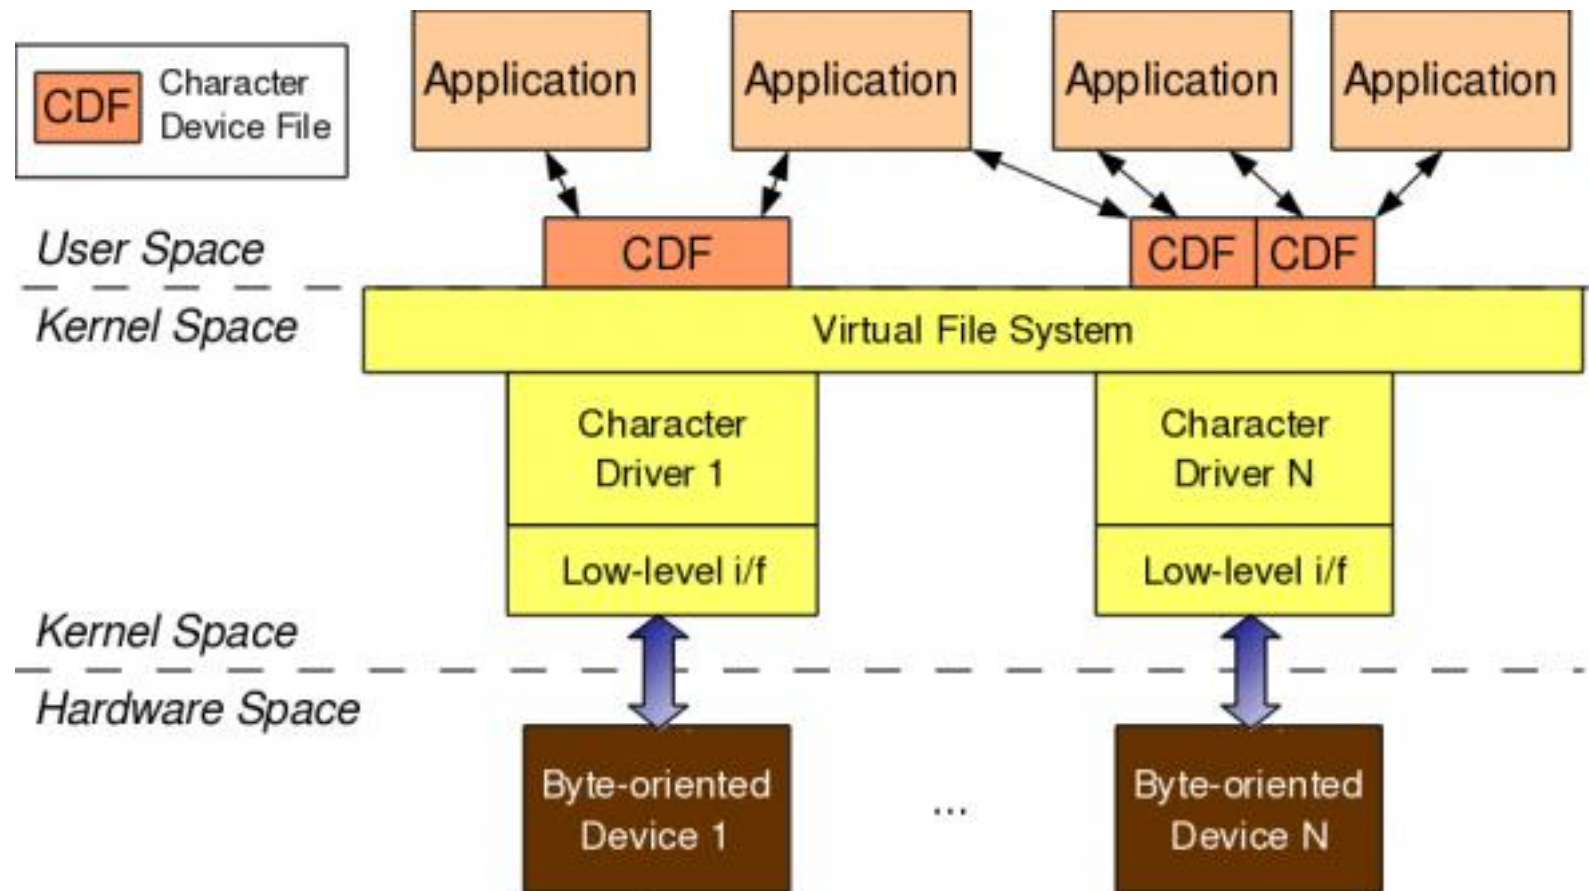 Application
Application
Application
Application
CDF
Character
Device File
User Space
CDF
CDF
CDF
Kernel Space
Virtual File System
Character
Driver 1
Character
Driver N
Low-level i/f
Low-level i/f
Kernel Space
Hardware Space
Byte-oriented
Device 1
...
Byte-oriented
Device N